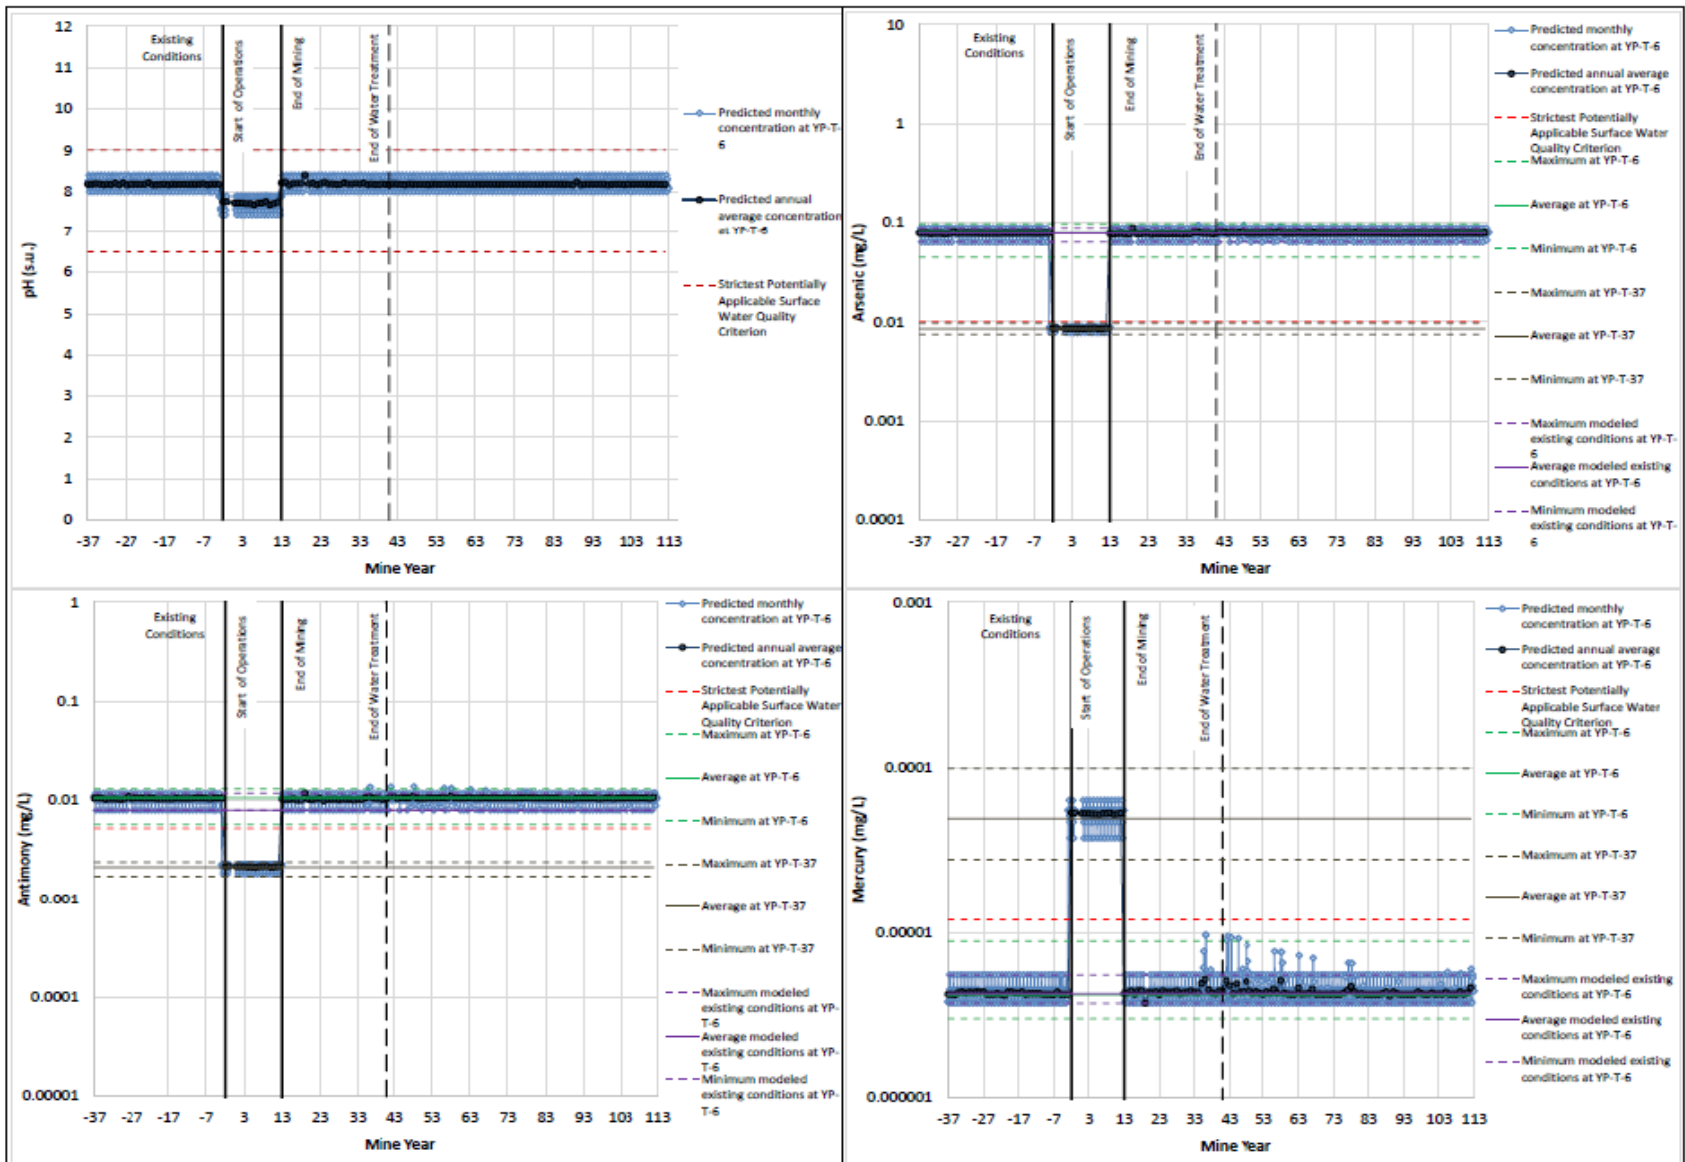 12
11
10
9
8
7
6
5
4
3
2
1
0
pH (s.u.)
Existing
Conditions
Start of Operations
End of Mining
End of Water Treatment
-37 -27 -17 -7 3 13 23 33 43 53 63 73 83 93 103 113
Mine Year
Predicted monthly
concentration at YP-T-
6
Predicted annual
average concentration
at YP-T-6
Strictest Potentially
Applicable Surface
Water Quality
Criterion
10
1
0.1
0.01
0.001
0.0001
Arsenic (mg/L)
Existing
Conditions
Start of Operations
End of Mining
End of Water Treatment
-37 -27 -17 -7 3 13 23 33 43 53 63 73 83 93 103 113
Mine Year
Predicted monthly
concentration at YP-T-6
Predicted annual average
concentration at YP-T-6
Strictest Potentially
Applicable Surface Water
Quality Criterion
Maximum at YP-T-6
Average at YP-T-6
Minimum at YP-T-6
Maximum at YP-T-37
Average at YP-T-37
Minimum at YP-T-37
Maximum modeled
existing conditions at YP-T-
6
Average modeled existing
conditions at YP-T-6
Minimum modeled
existing conditions at YP-T-
6
1
0.1
0.01
0.001
0.0001
0.00001
Antimony (mg/L)
Existing
Conditions
Start of Operations
End of Mining
End of Water Treatment
-37 -27 -17 -7 3 13 23 33 43 53 63 73 83 93 103 113
Mine Year
Predicted monthly
concentration at YP-T-6
Predicted annual average
concentration at YP-T-6
Strictest Potentially
Applicable Surface Water
Quality Criterion
Maximum at YP-T-6
Average at YP-T-6
Minimum at YP-T-6
Maximum at YP-T-37
Average at YP-T-37
Minimum at YP-T-37
Maximum modeled
existing conditions at YP-
T-6
Average modeled
existing conditions at YP-
T-6
Minimum modeled
existing conditions at YP-
T-6
0.001
0.0001
0.00001
0.000001
Mercury (mg/L)
Existing
Conditions
Start of Operations
End of Mining
End of Water Treatment
-37 -27 -17 -7 3 13 23 33 43 53 63 73 83 93 103 113
Mine Year
Predicted monthly
concentration at YP-T-6
Predicted annual average
concentration at YP-T-6
Strictest Potentially
Applicable Surface Water
Quality Criterion
Maximum at YP-T-6
Average at YP-T-6
Minimum at YP-T-6
Maximum at YP-T-37
Average at YP-T-37
Minimum at YP-T-37
Maximum modeled existing
conditions at YP-T-6
Average modeled existing
conditions at YP-T-6
Minimum modeled existing
conditions at YP-T-6